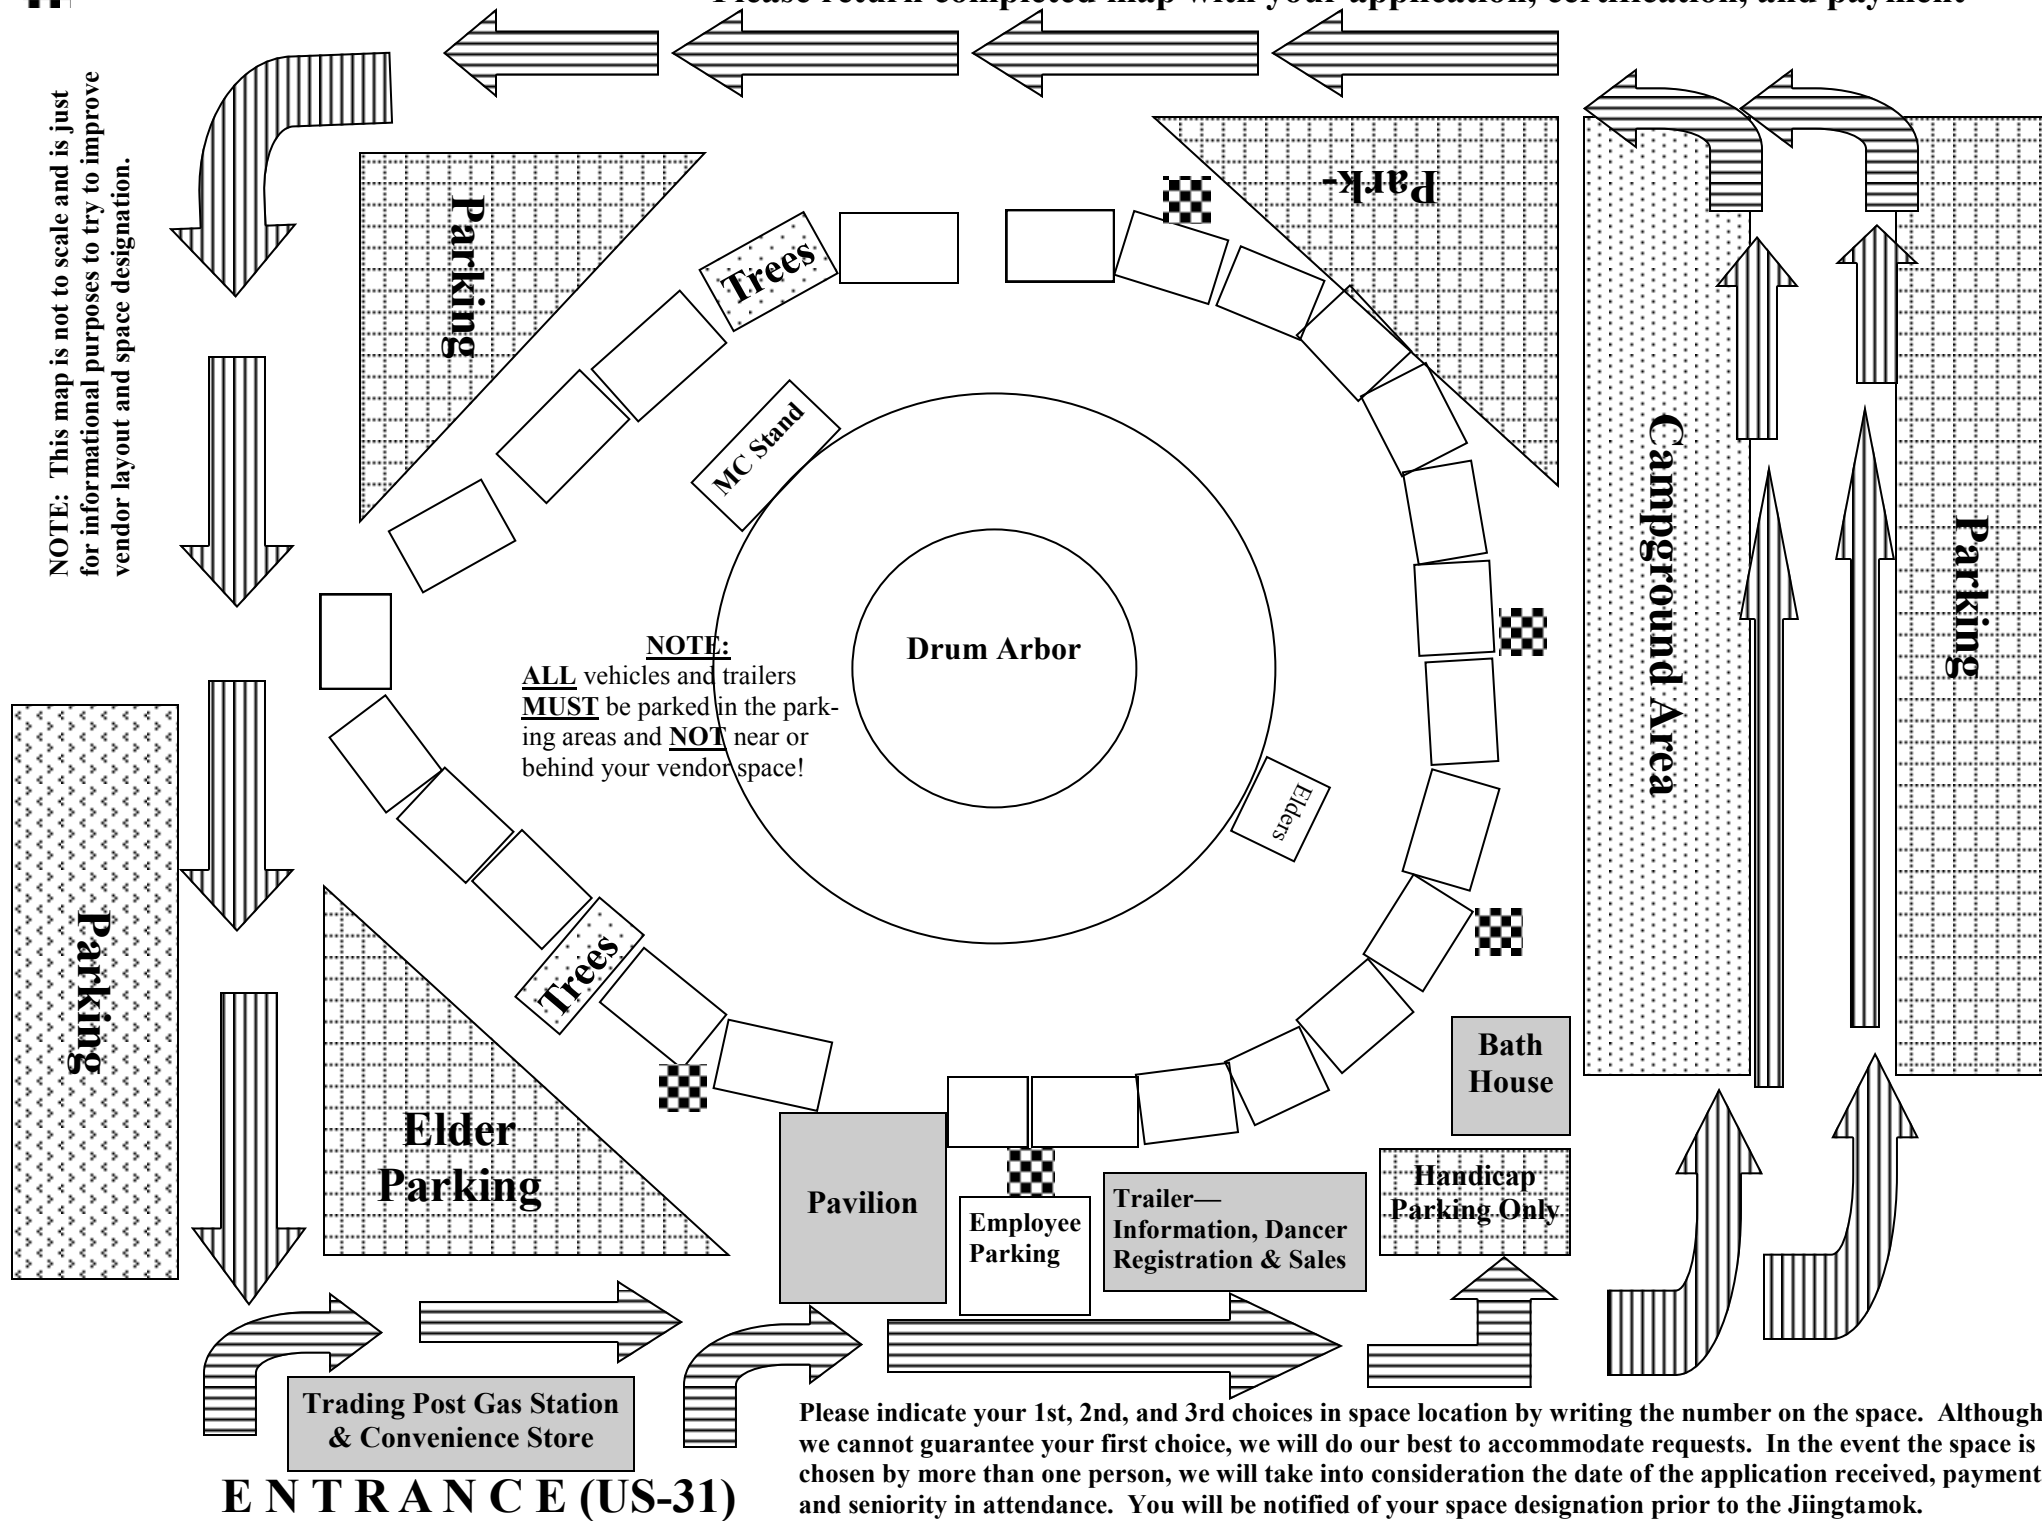 Please return completed map with your application, certification, and payment
NOTE:  This map is not to scale and is just
for informational purposes to try to improve
vendor layout and space designation.
Parking
Trees
Park-
MC Stand
Campground Area
Parking
Drum Arbor
NOTE:
ALL vehicles and trailers
MUST be parked in the park-
ing areas and NOT near or
behind your vendor space!
Elders
Parking
Trees
Elder
Parking
Bath
House
Pavilion
Employee
Parking
Trailer—
Information, Dancer
Registration & Sales
Handicap
Parking Only
Trading Post Gas Station
& Convenience Store
E N T R A N C E (US-31)
Please indicate your 1st, 2nd, and 3rd choices in space location by writing the number on the space.  Although
we cannot guarantee your first choice, we will do our best to accommodate requests.  In the event the space is
chosen by more than one person, we will take into consideration the date of the application received, payment
and seniority in attendance.  You will be notified of your space designation prior to the Jiingtamok.